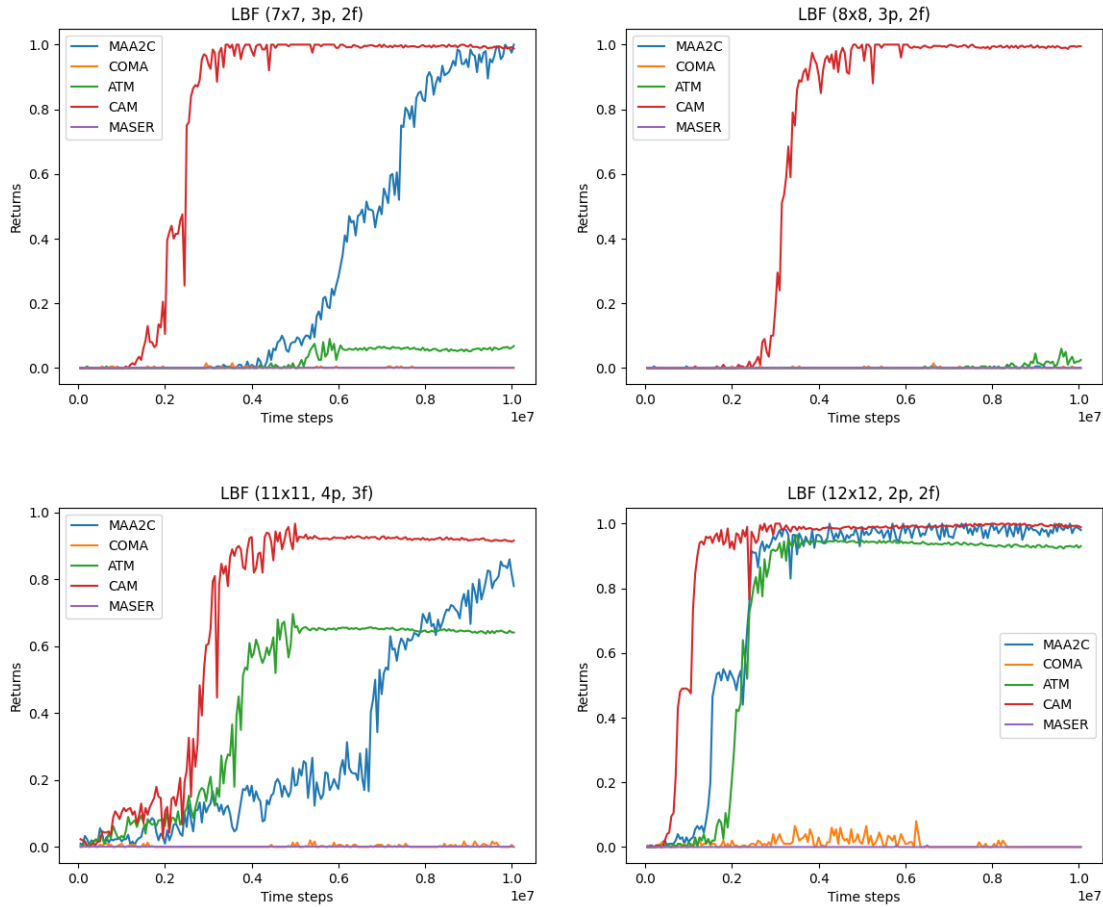 LBF (7x7, 3p, 2f)
1.0
0.8
0.6
0.4
0.2
0.0
Returns
MAA2C
COMA
ATM
CAM
MASER
0.0 0.2 0.4 0.6 0.8 1.0
1e7
Time steps
LBF (8x8, 3p, 2f)
1.0
0.8
0.6
0.4
0.2
0.0
Returns
MAA2C
COMA
ATM
CAM
MASER
0.0 0.2 0.4 0.6 0.8 1.0
1e7
Time steps
LBF (11x11, 4p, 3f)
1.0
0.8
0.6
0.4
0.2
0.0
Returns
MAA2C
COMA
ATM
CAM
MASER
0.0 0.2 0.4 0.6 0.8 1.0
1e7
Time steps
LBF (12x12, 2p, 2f)
1.0
0.8
0.6
0.4
0.2
0.0
Returns
MAA2C
COMA
ATM
CAM
MASER
0.0 0.2 0.4 0.6 0.8 1.0
1e7
Time steps